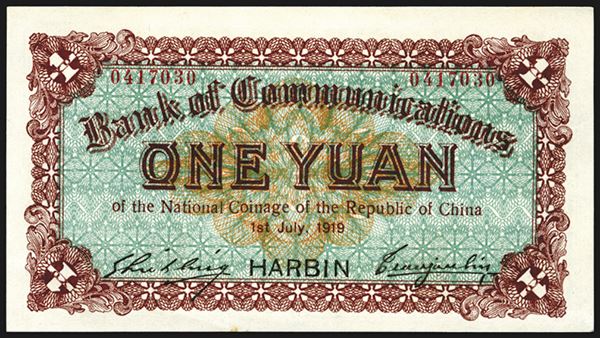 0417030 0417030
Bank of Communications
ONE YUAN
of the National Coinage of the Republic of China
1st July, 1919
HARBIN